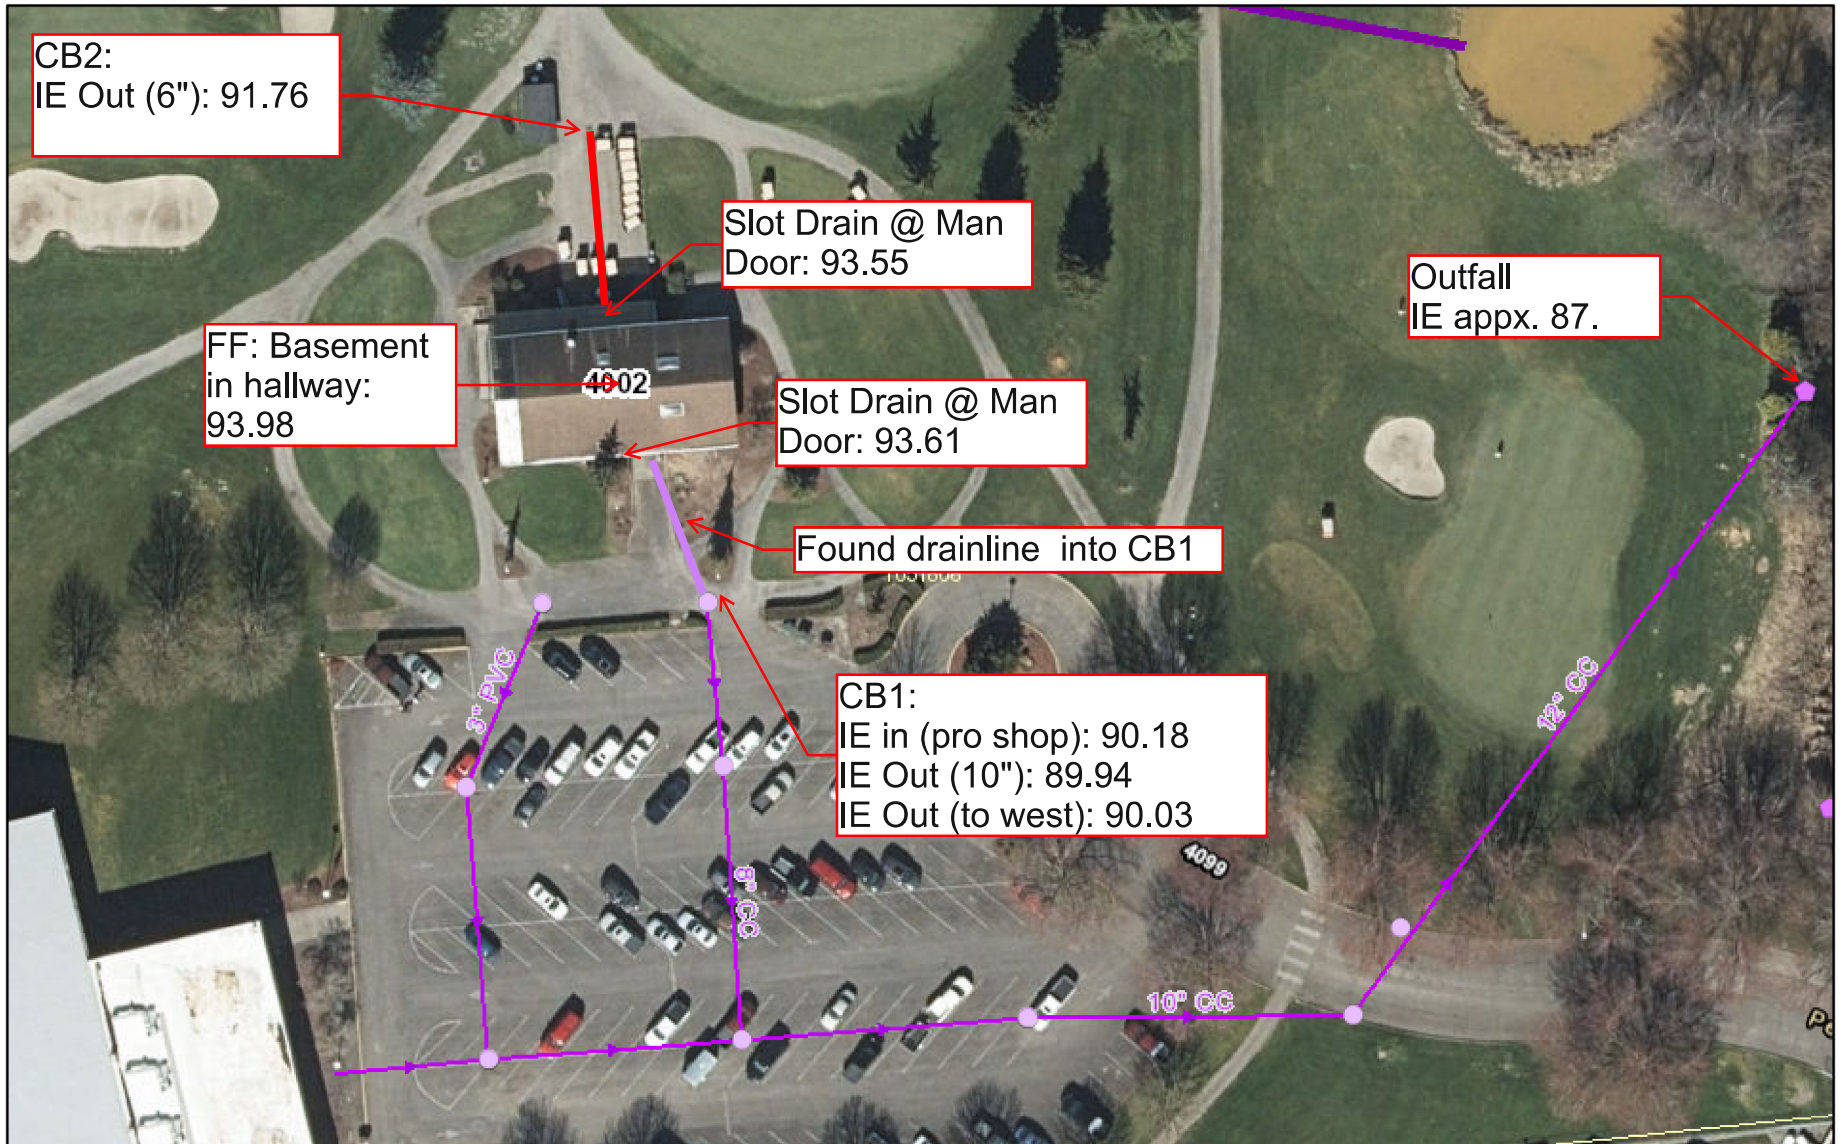 CB2:
IE Out (6"): 91.76
Slot Drain @ Man
Door: 93.55
Outfall
IE appx. 87.
FF: Basement
in hallway:
93.98
4002
Slot Drain @ Man
Door: 93.61
Found drainline into CB1
3" PVC
CB1:
IE in (pro shop): 90.18
IE Out (10"): 89.94
IE Out (to west): 90.03
12" CC
4099
8" CC
10" CC